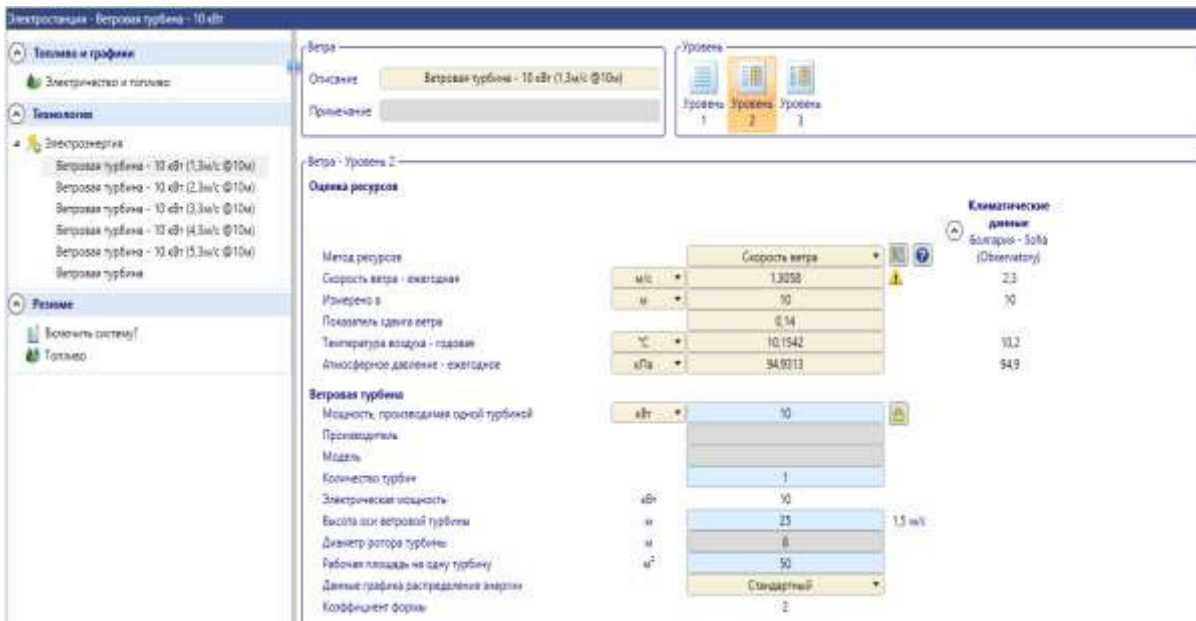 Электростанция - Ветровая турбина - 10 кВт
Топливо и графики
Электричество и топливо
Технология
Электроэнергия
Ветровая турбина - 10 кВт (1,3м/с @10м)
Ветровая турбина - 10 кВт (2,3м/с @10м)
Ветровая турбина - 10 кВт (3,3м/с @10м)
Ветровая турбина - 10 кВт (4,3м/с @10м)
Ветровая турбина - 10 кВт (5,3м/с @10м)
Ветровая турбина
Резюме
Включить систему?
Топливо
Ветра
Описание Ветровая турбина - 10 кВт (1,3м/с @10м)
Примечание
Уровень
Уровень 1
Уровень 2
Уровень 3
Ветра - Уровень 2
Оценка ресурсов
Климатические
данные
Болгария - Sofia
(Observatory)
Метод ресурсов Скорость ветра
Скорость ветра - ежегодная м/с 1,3058 2,3
Измерено в м 10 10
Показатель сдвига ветра 0,14
Температура воздуха - годовая °C 10,1542 10,2
Атмосферное давление - ежегодное кПа 94,9313 94,9
Ветровая турбина
Мощность, производимая одной турбиной кВт 10
Производитель
Модель
Количество турбин 1
Электрическая мощность кВт 10
Высота оси ветровой турбины м 25 1,5 м/с
Диаметр ротора турбины м 8
Рабочая площадь на одну турбину м² 50
Данные графика распределения энергии Стандартный
Коэффициент формы 2